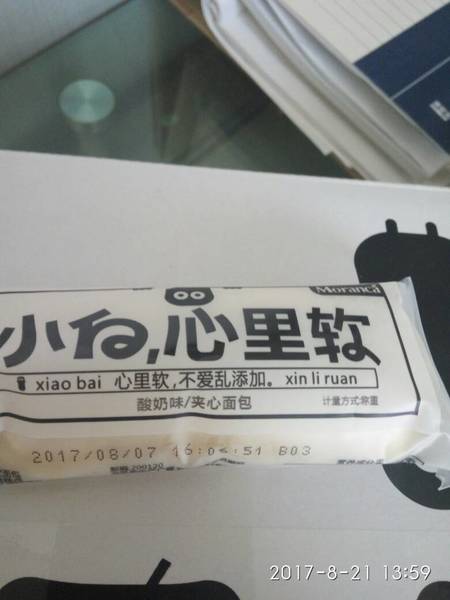 Moranca
小白,心里软
xiao bai 心里软,不爱乱添加。 xin li ruan
酸奶味/夹心面包
计量方式:称重
2017/08/07 16:06:51 B03
2017-8-21 13:59